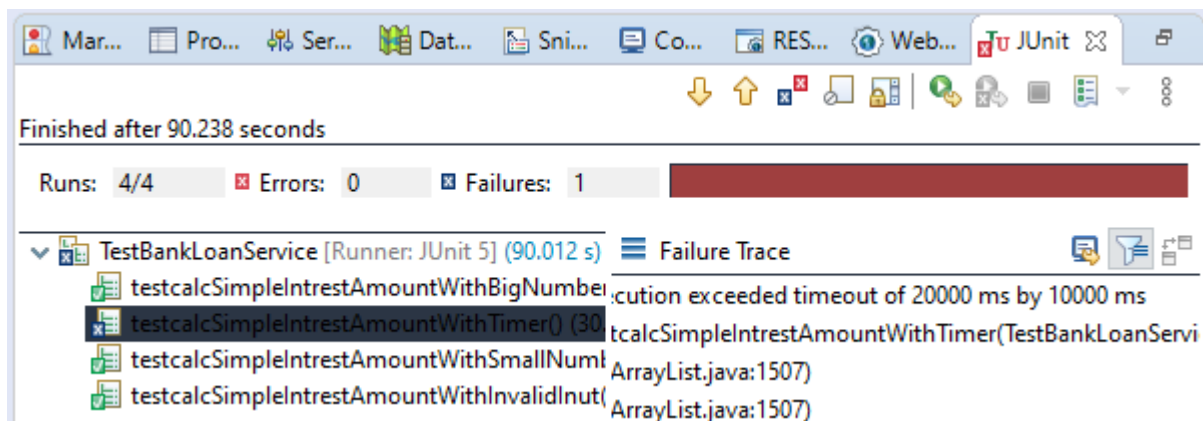 Mar... Pro... Ser... Dat... Sni... Co... RES... Web... JUnit
Finished after 90.238 seconds
Runs: 4/4 Errors: 0 Failures: 1
TestBankLoanService [Runner: JUnit 5] (90.012 s)
testcalcSimpleIntrestAmountWithBigNumber
testcalcSimpleIntrestAmountWithTimer() (30.
testcalcSimpleIntrestAmountWithSmallNumb
testcalcSimpleIntrestAmountWithInvalidInut(
Failure Trace
cution exceeded timeout of 20000 ms by 10000 ms
tcalcSimpleIntrestAmountWithTimer(TestBankLoanServi
ArrayList.java:1507)
ArrayList.java:1507)